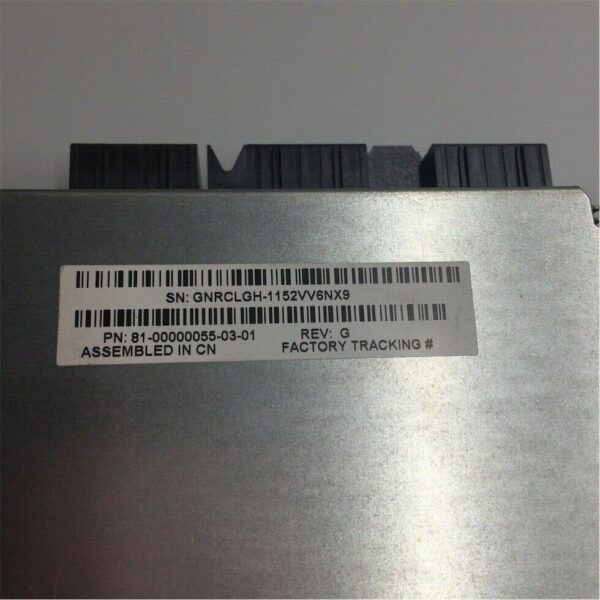 SN: GNRCLGH-1152VV6NX9
PN: 81-00000055-03-01 REV: G
ASSEMBLED IN CN FACTORY TRACKING #